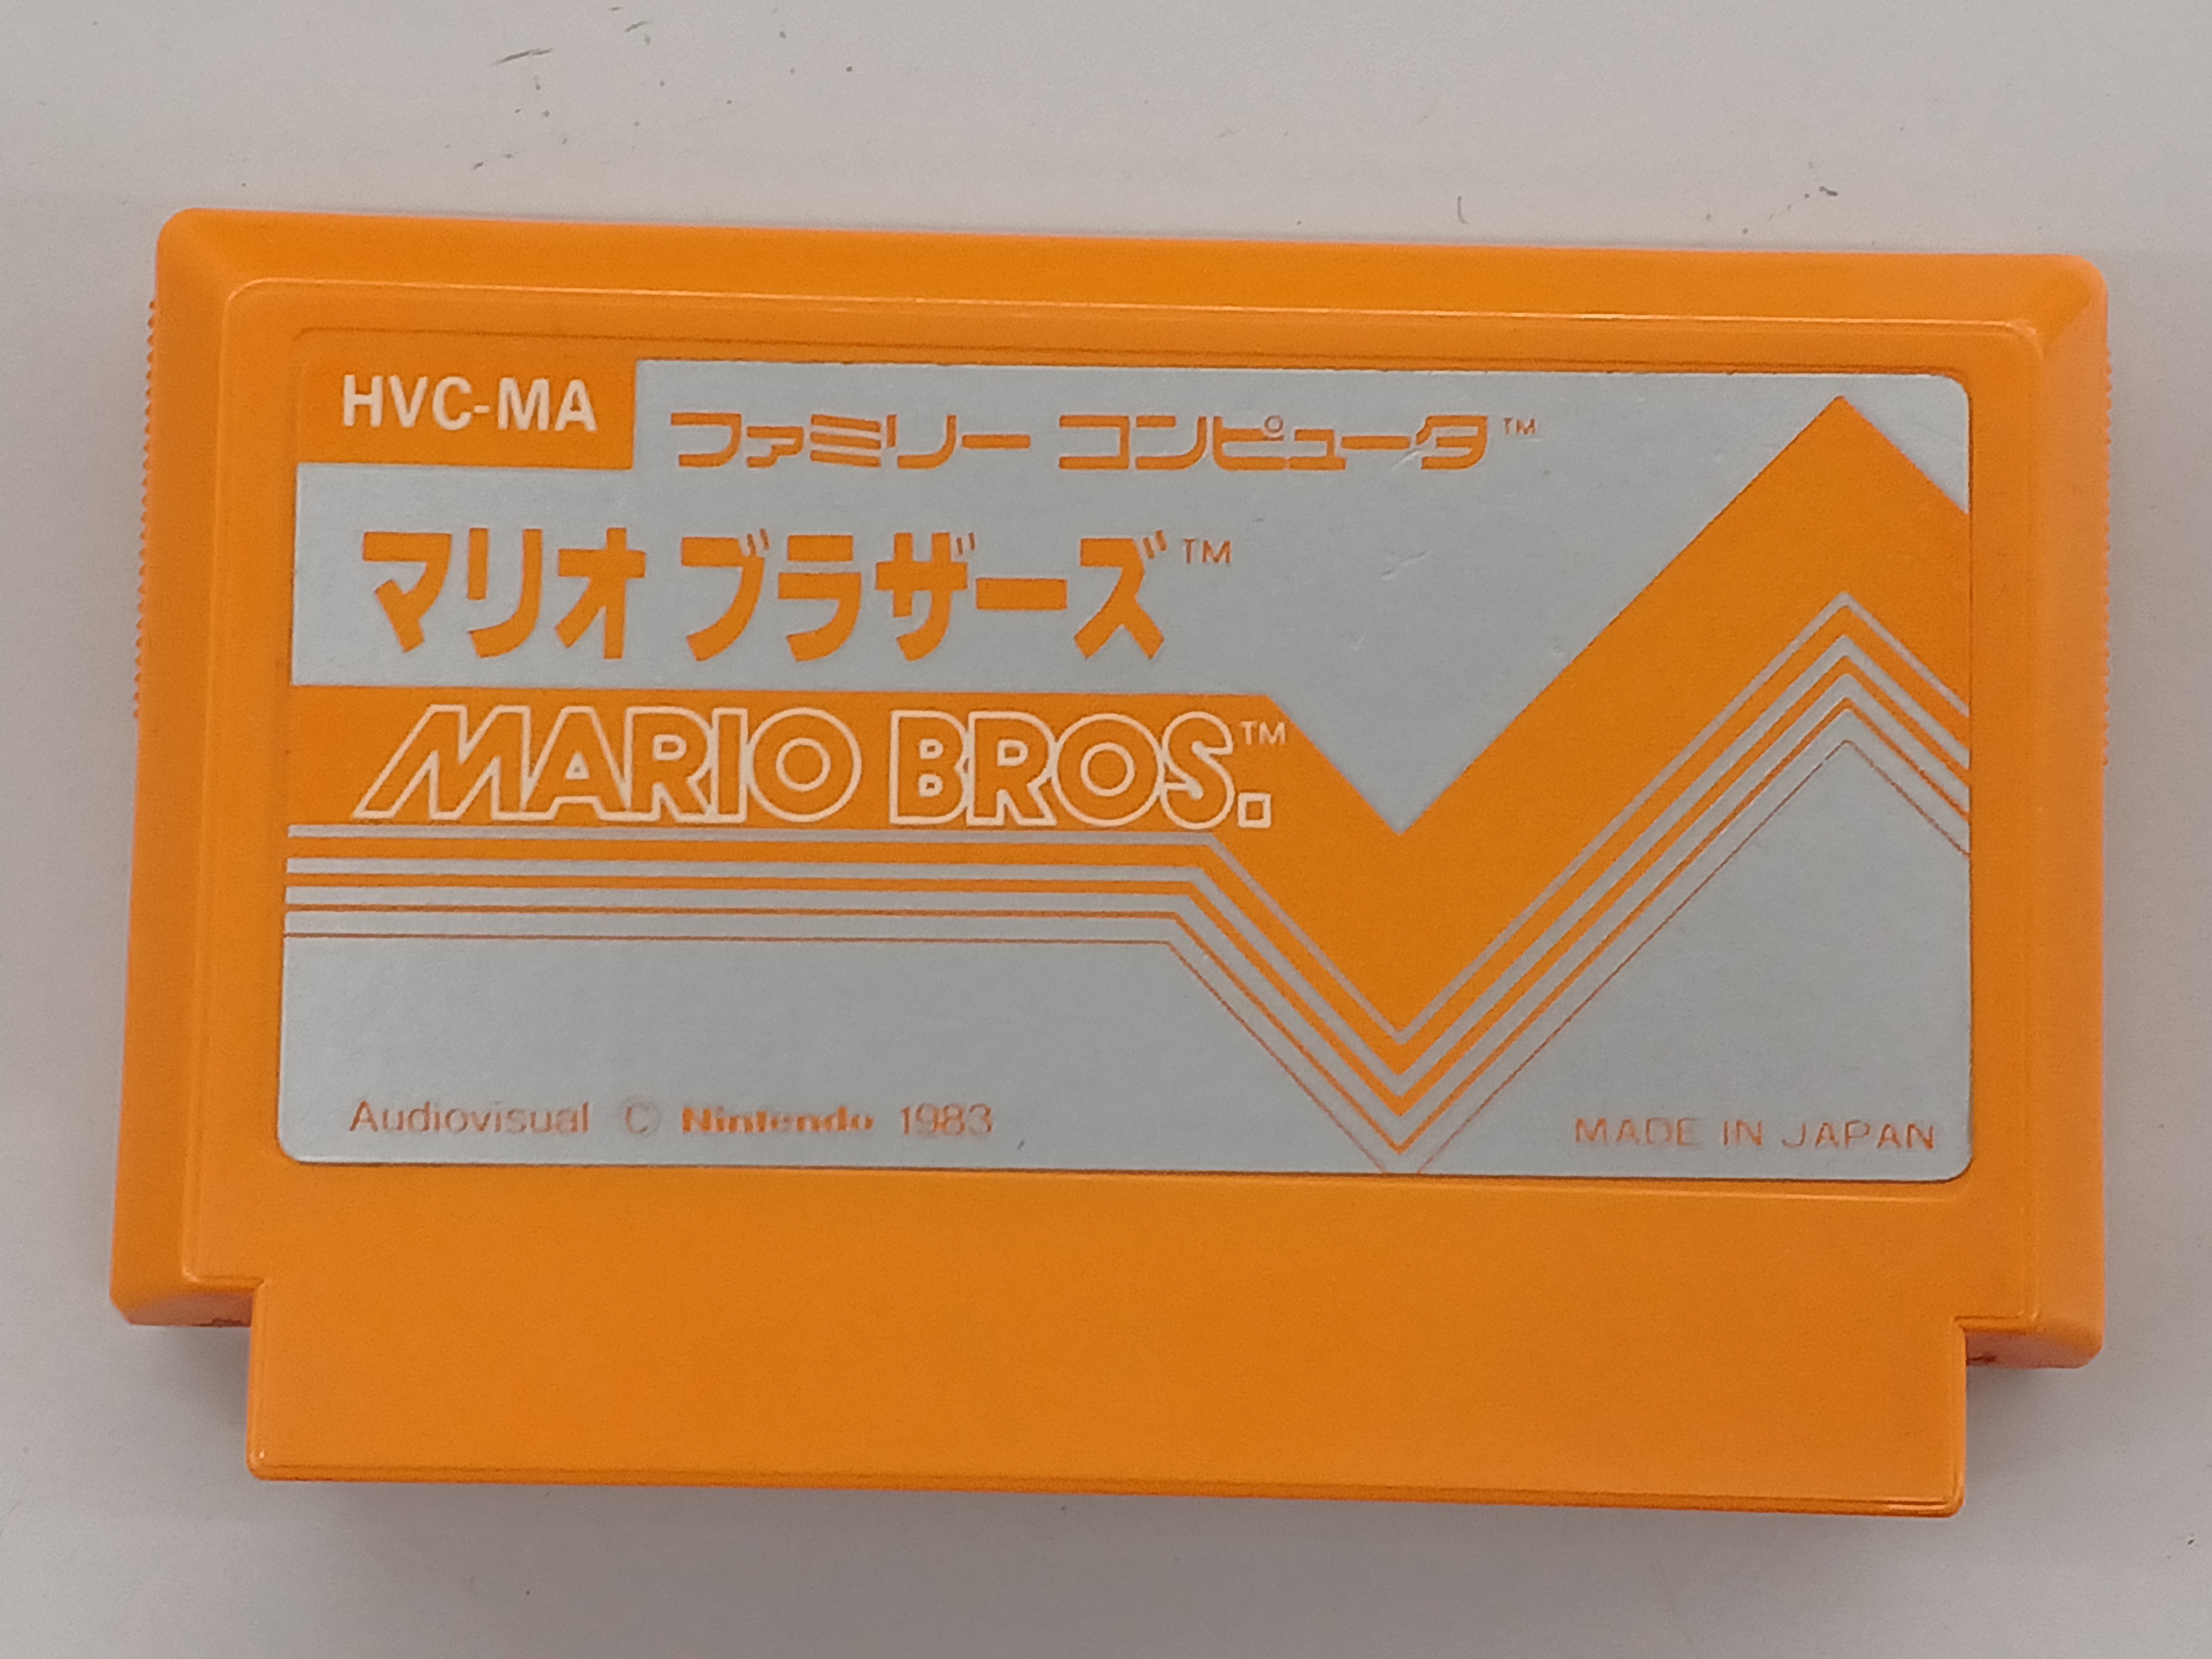 HVC-MA
ファミリー コンピュータ™
マリオ ブラザーズ™
MARIO BROS.™
Audiovisual © Nintendo 1983
MADE IN JAPAN